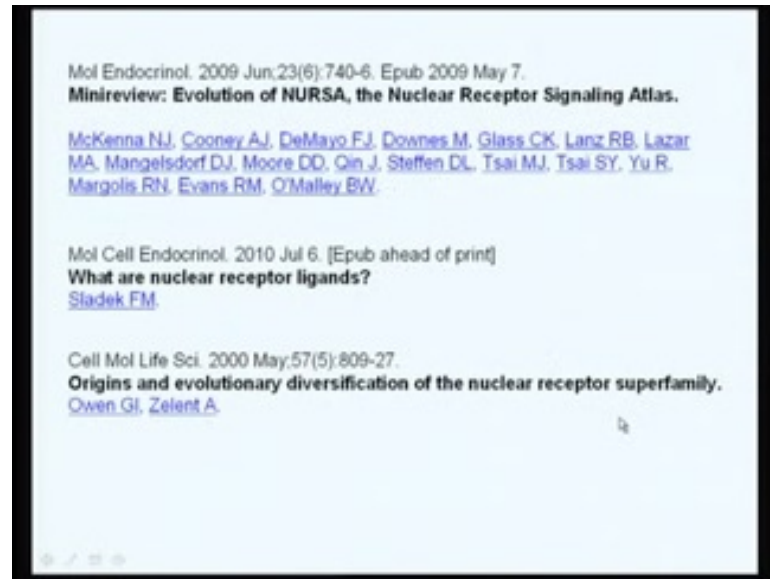 Mol Endocrinol. 2009 Jun;23(6):740-6. Epub 2009 May 7.
Minireview: Evolution of NURSA, the Nuclear Receptor Signaling Atlas.
McKenna NJ, Cooney AJ, DeMayo FJ, Downes M, Glass CK, Lanz RB, Lazar
MA, Mangelsdorf DJ, Moore DD, Qin J, Steffen DL, Tsai MJ, Tsai SY, Yu R,
Margolis RN, Evans RM, O'Malley BW.
Mol Cell Endocrinol. 2010 Jul 6. [Epub ahead of print]
What are nuclear receptor ligands?
Sladek FM.
Cell Mol Life Sci. 2000 May;57(5):809-27.
Origins and evolutionary diversification of the nuclear receptor superfamily.
Owen GI, Zelent A.